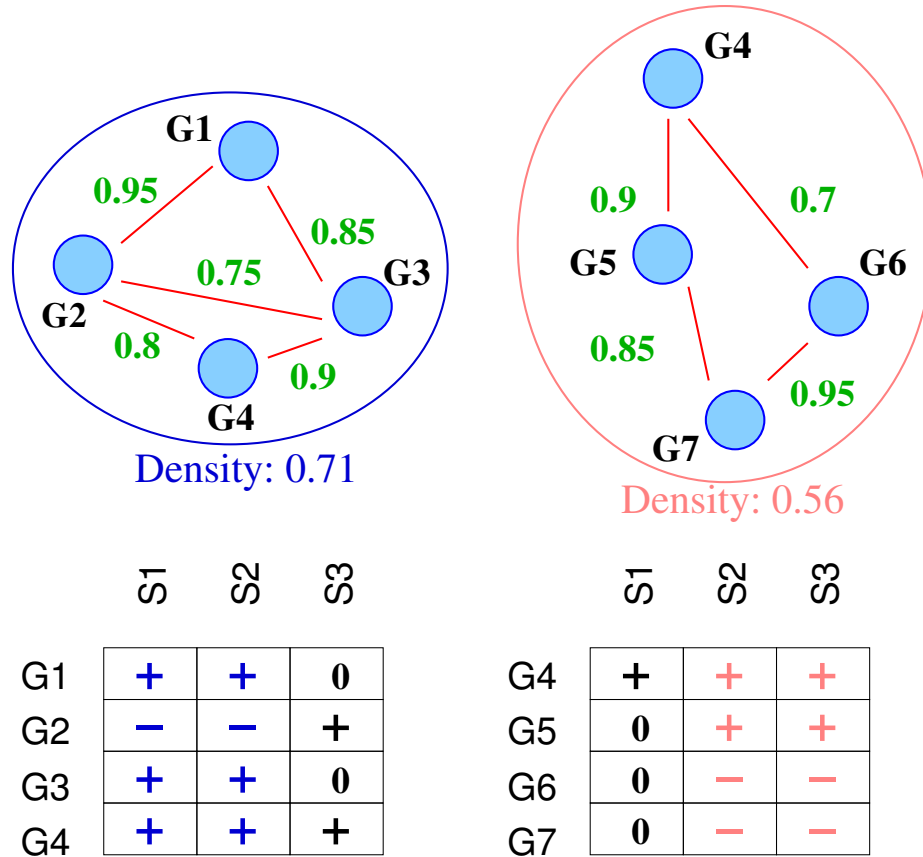 G1
0.95
0.85
0.75
G3
G2
0.8
0.9
G4
Density: 0.71
G4
0.9
0.7
G5
G6
0.85
0.95
G7
Density: 0.56
S1 S2 S3
G1 + + 0
G2 − − +
G3 + + 0
G4 + + +
S1 S2 S3
G4 + + +
G5 0 + +
G6 0 − −
G7 0 − −